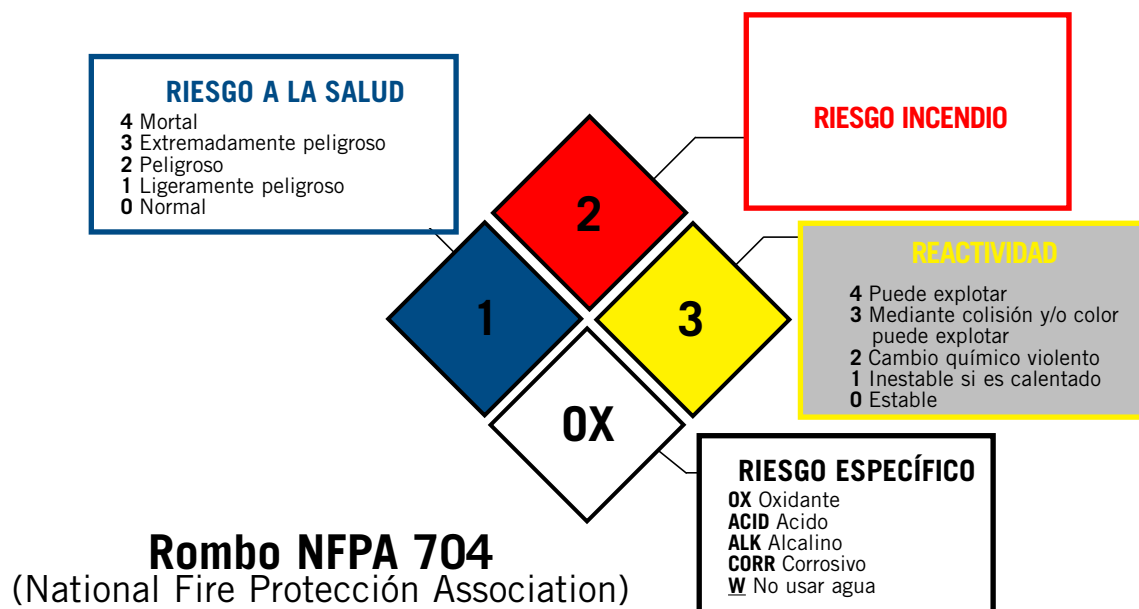 RIESGO A LA SALUD
4 Mortal
3 Extremadamente peligroso
2 Peligroso
1 Ligeramente peligroso
0 Normal
RIESGO INCENDIO
2
1
3
OX
REACTIVIDAD
4 Puede explotar
3 Mediante colisión y/o color
puede explotar
2 Cambio químico violento
1 Inestable si es calentado
0 Estable
RIESGO ESPECÍFICO
OX Oxidante
ACID Acido
ALK Alcalino
CORR Corrosivo
W No usar agua
Rombo NFPA 704
(National Fire Protección Association)